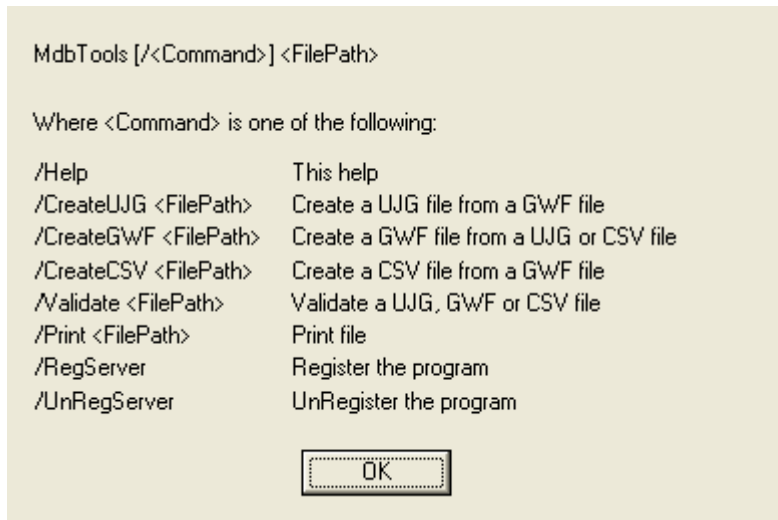 MdbTools [/<Command>] <FilePath>
Where <Command> is one of the following:
/Help This help
/CreateUJG <FilePath> Create a UJG file from a GWF file
/CreateGWF <FilePath> Create a GWF file from a UJG or CSV file
/CreateCSV <FilePath> Create a CSV file from a GWF file
/Validate <FilePath> Validate a UJG, GWF or CSV file
/Print <FilePath> Print file
/RegServer Register the program
/UnRegServer UnRegister the program
OK